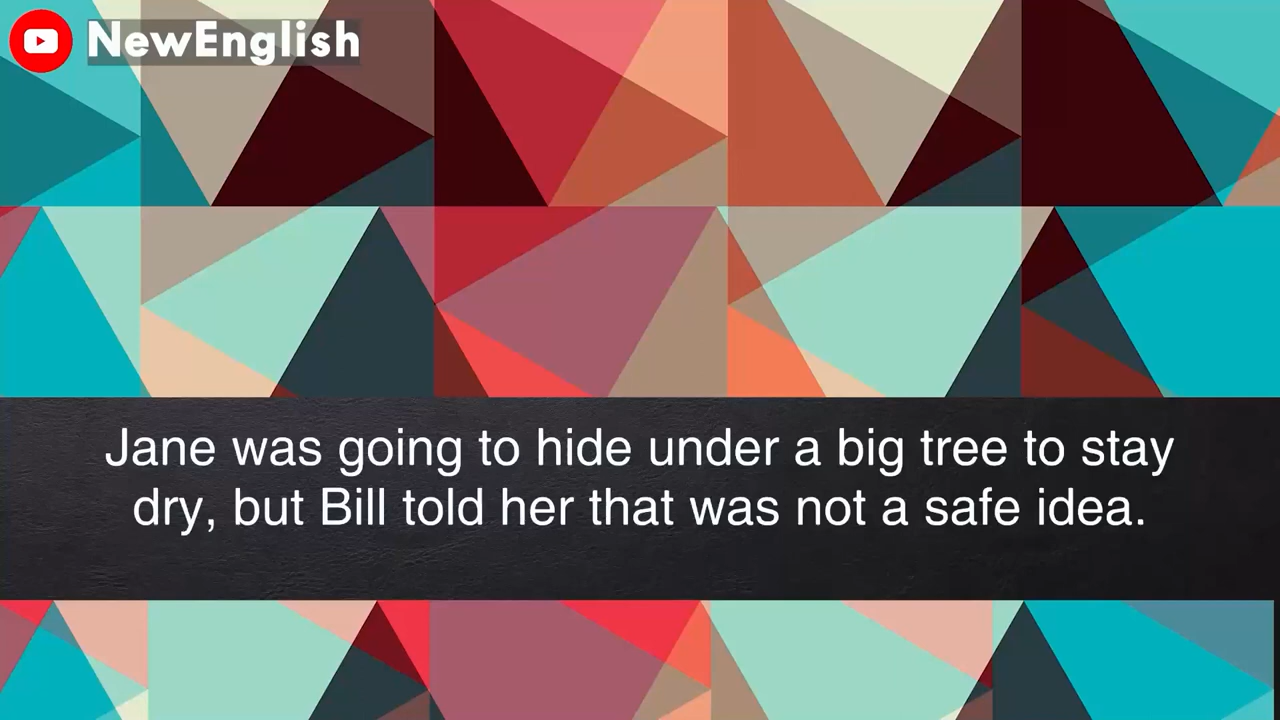 NewEnglish
Jane was going to hide under a big tree to stay
dry, but Bill told her that was not a safe idea.